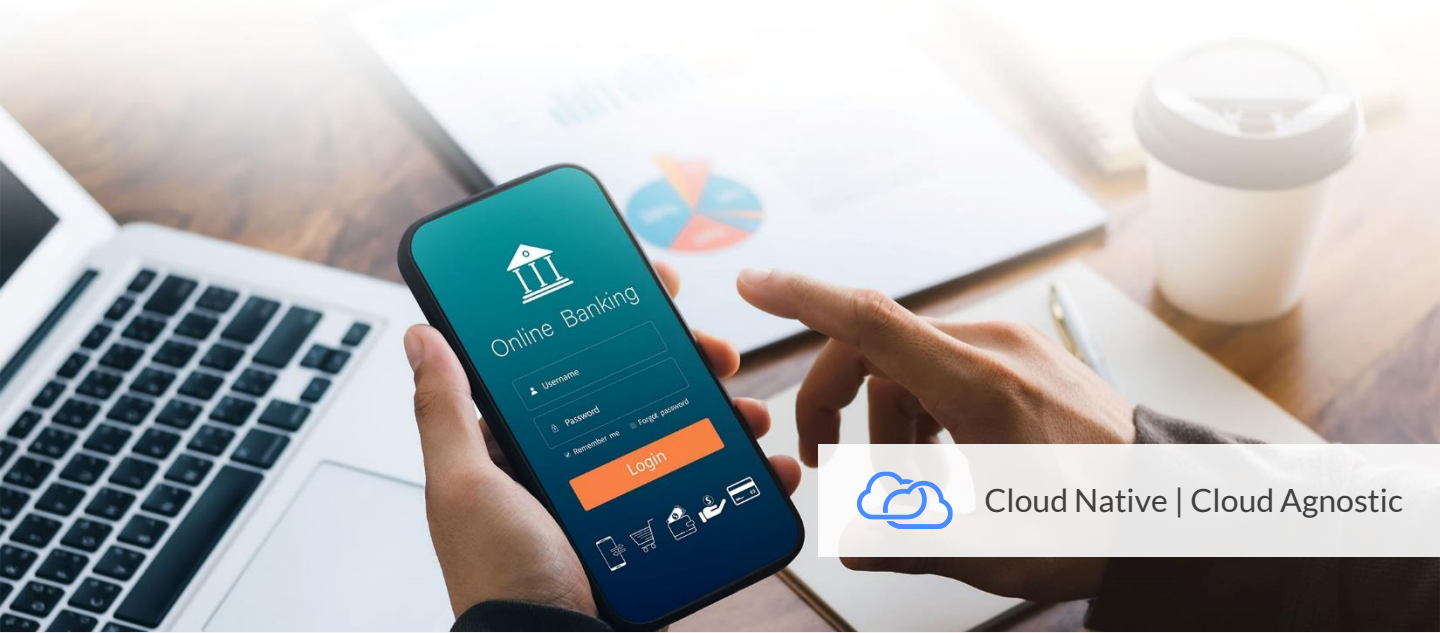 Online Banking
Username
Password
Remember me Forgot password
Login
Cloud Native | Cloud Agnostic